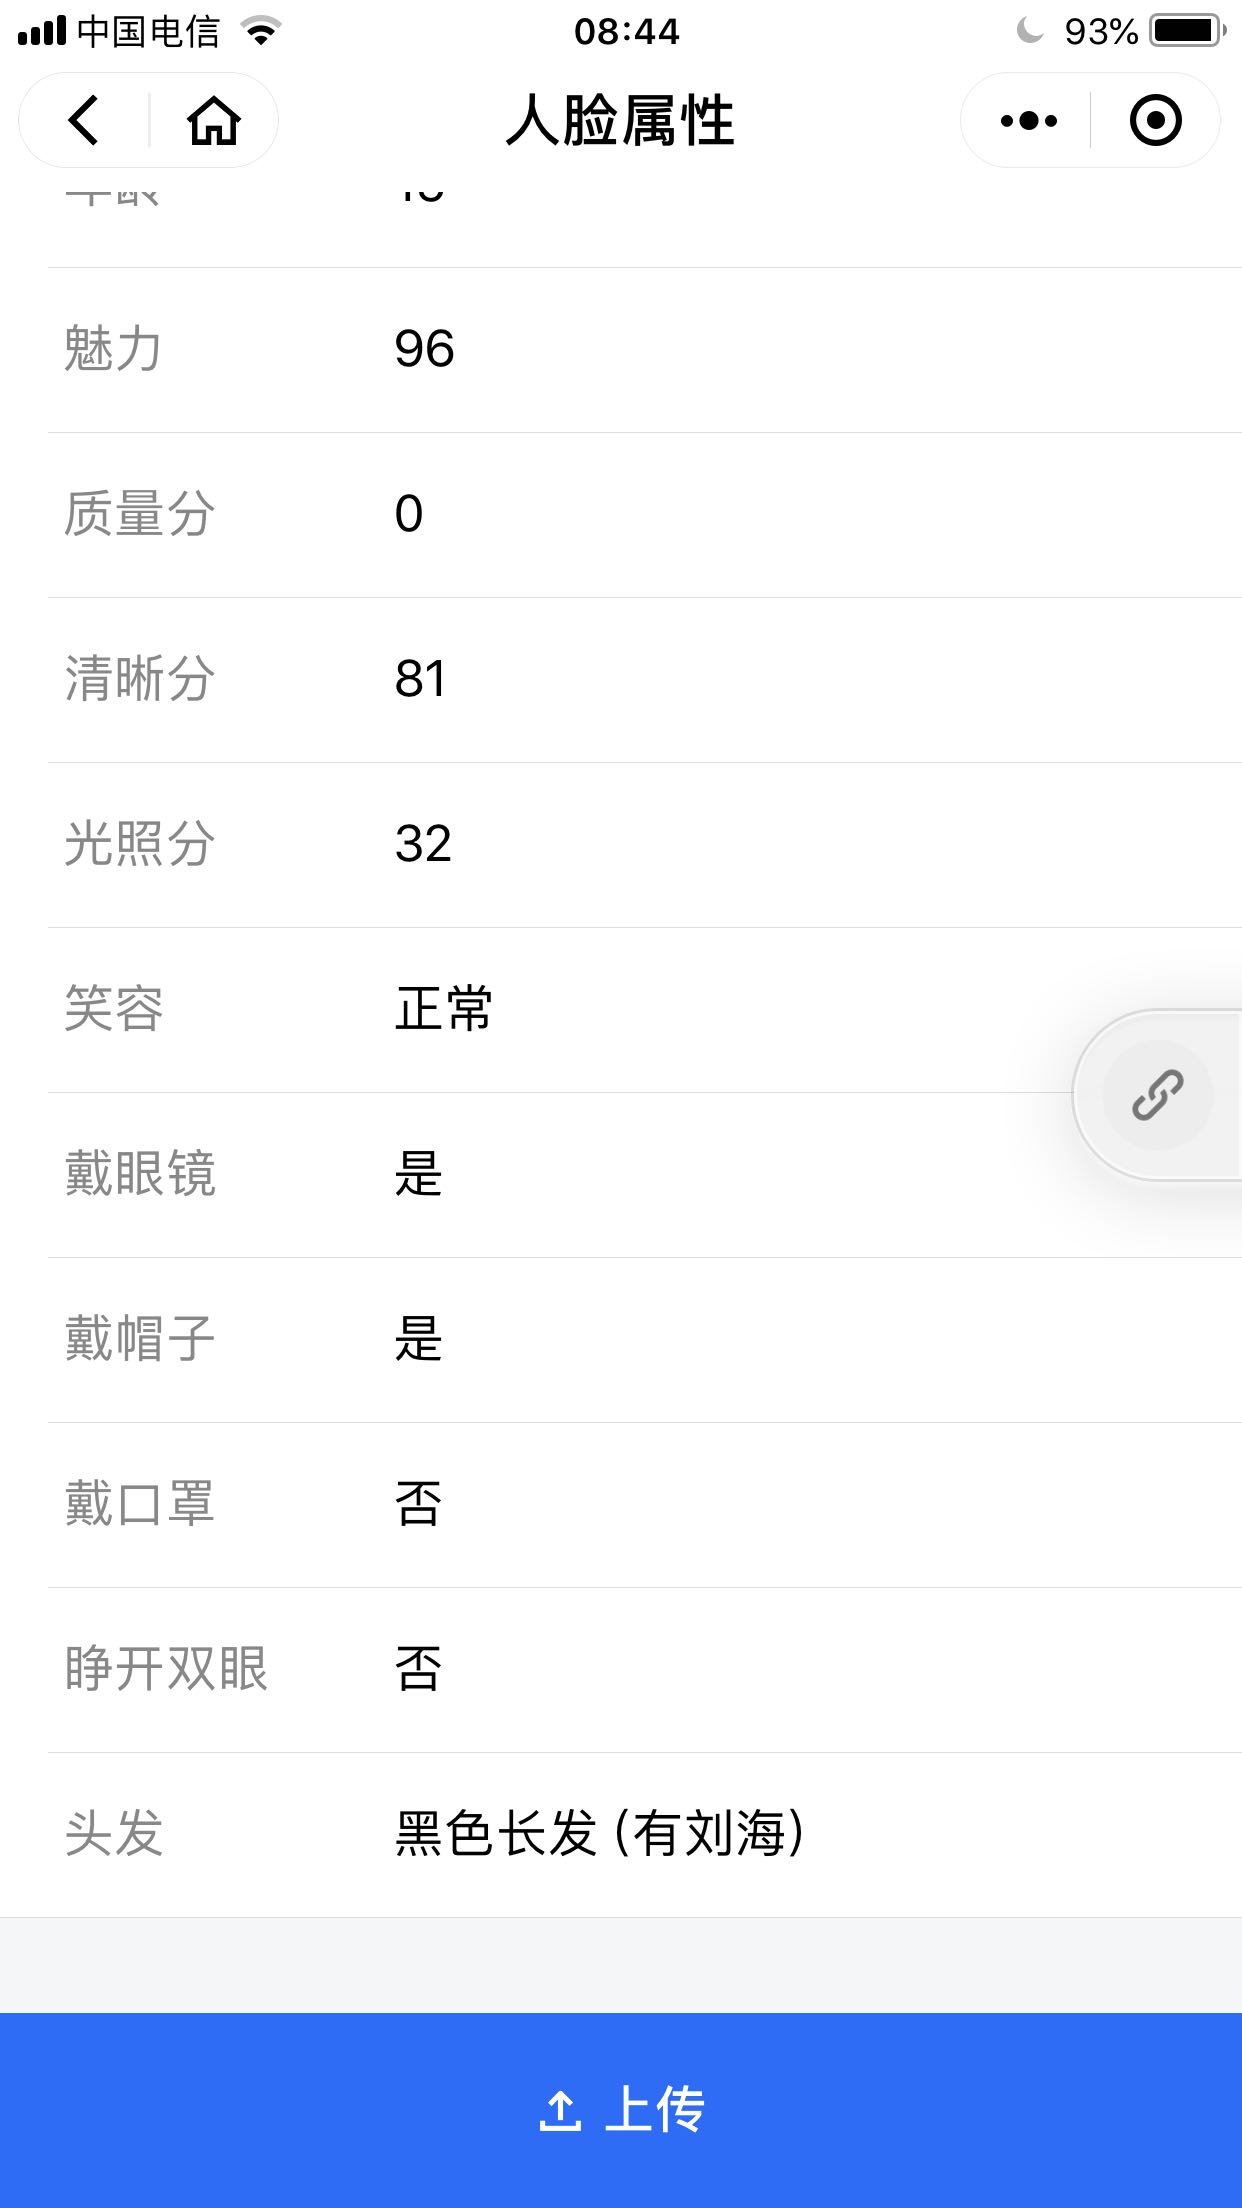 中国电信 08:44 93%
人脸属性
魅力 96
质量分 0
清晰分 81
光照分 32
笑容 正常
戴眼镜 是
戴帽子 是
戴口罩 否
睁开双眼 否
头发 黑色长发 (有刘海)
上传